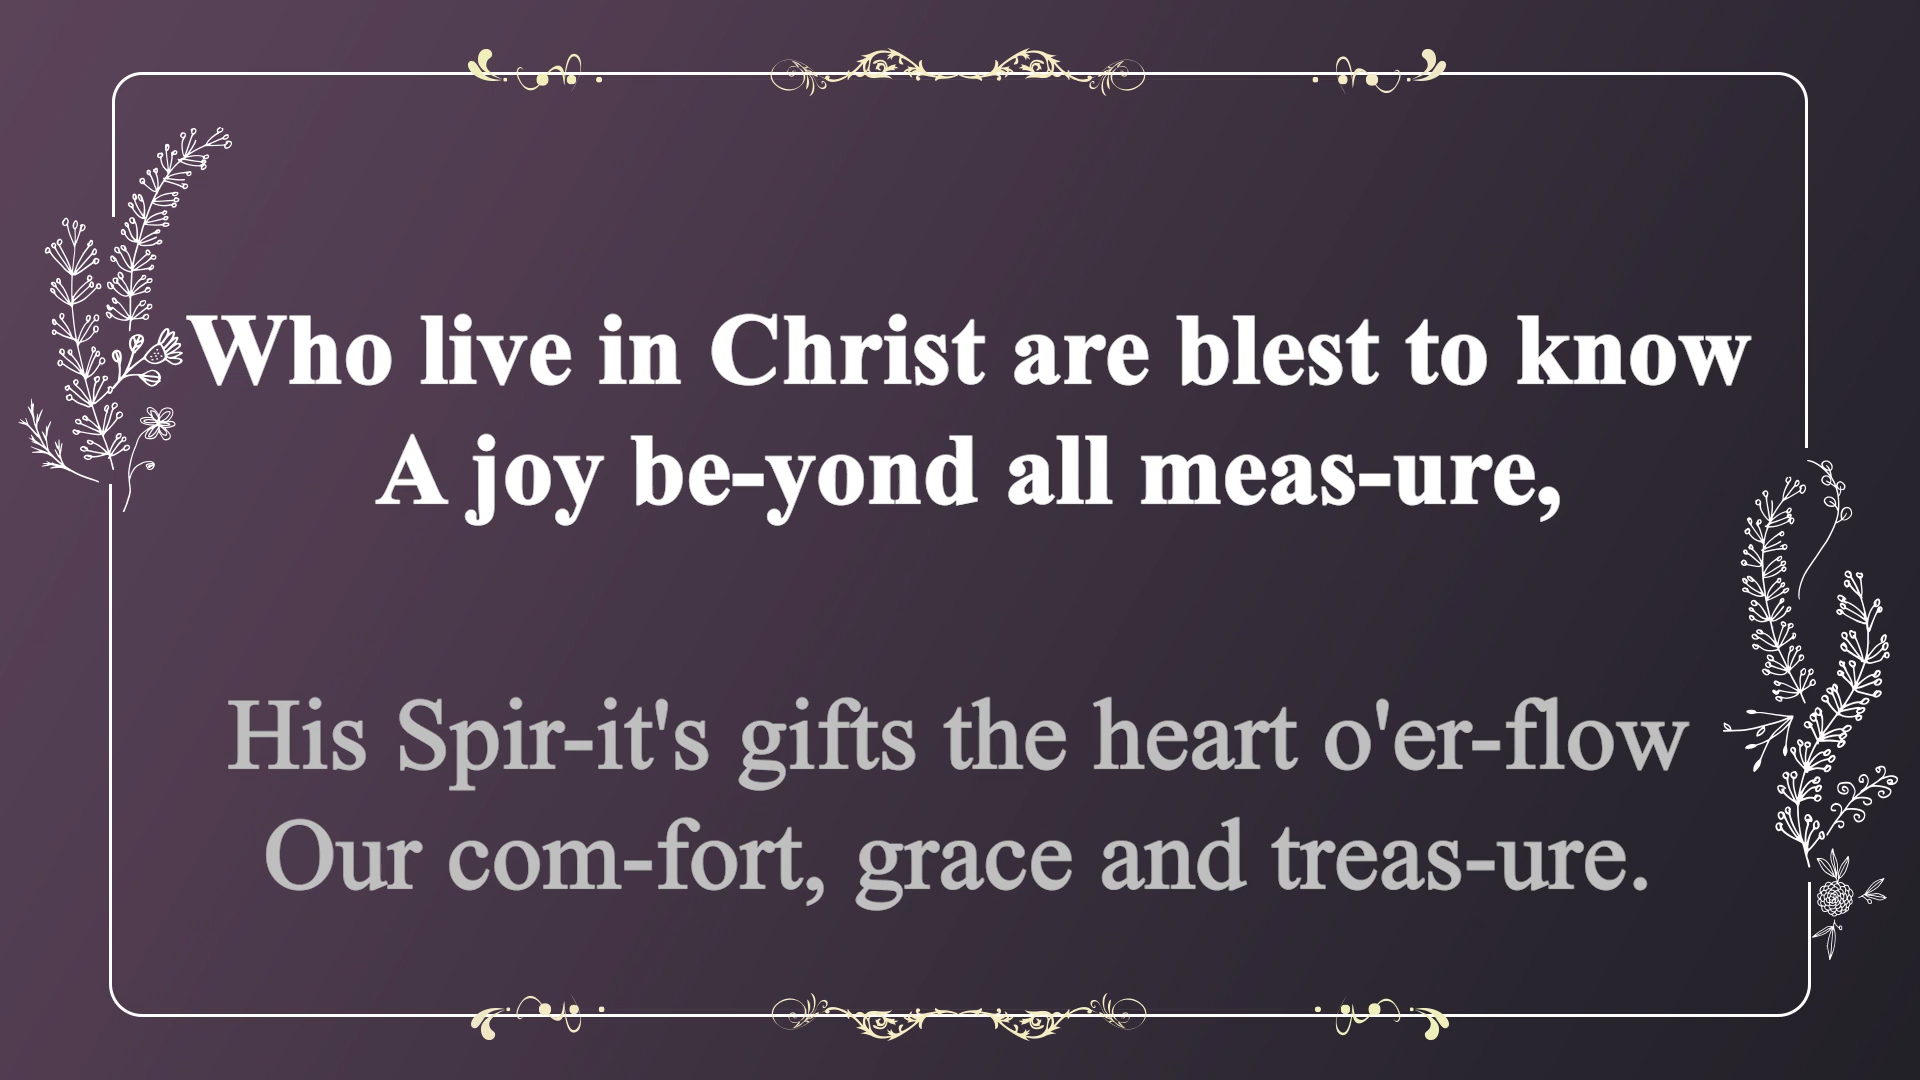 Who live in Christ are blest to know
A joy be-yond all meas-ure,
His Spir-it's gifts the heart o'er-flow
Our com-fort, grace and treas-ure.